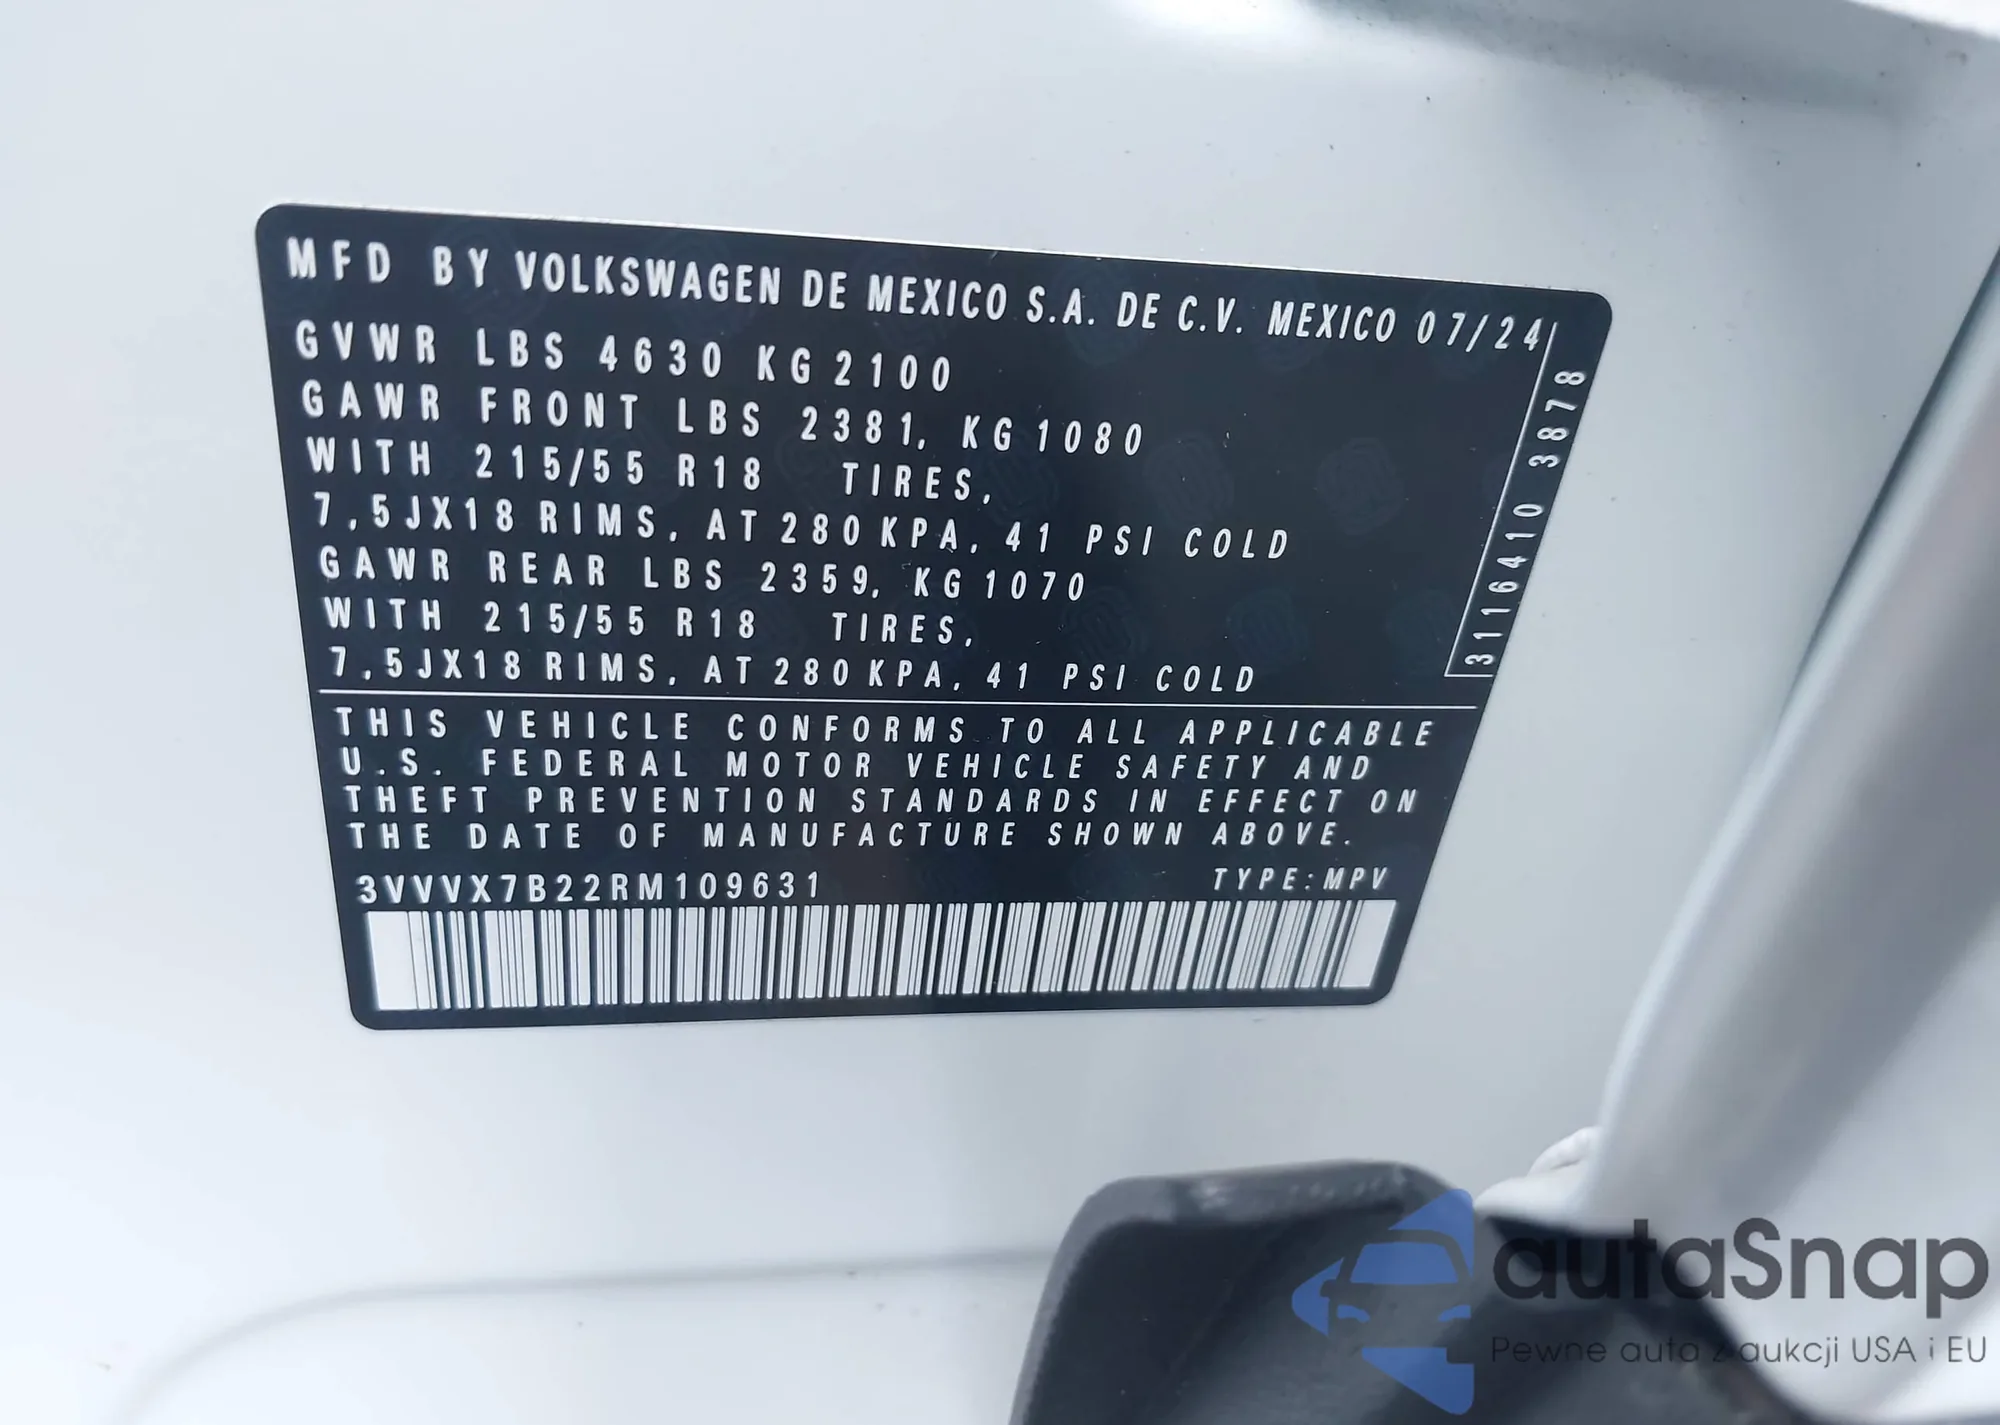 MFD BY VOLKSWAGEN DE MEXICO S.A. DE C.V. MEXICO 07/24
GVWR LBS 4630 KG 2100
GAWR FRONT LBS 2381, KG 1080
WITH 215/55 R18 TIRES,
7,5JX18 RIMS, AT 280 KPA, 41 PSI COLD
GAWR REAR LBS 2359, KG 1070
WITH 215/55 R18 TIRES,
7,5JX18 RIMS, AT 280 KPA, 41 PSI COLD
3116410 3878
THIS VEHICLE CONFORMS TO ALL APPLICABLE
U.S. FEDERAL MOTOR VEHICLE SAFETY AND
THEFT PREVENTION STANDARDS IN EFFECT ON
THE DATE OF MANUFACTURE SHOWN ABOVE.
3VVVX7B22RM109631 TYPE: MPV
autaSnap
Pewne auta z aukcji USA i EU